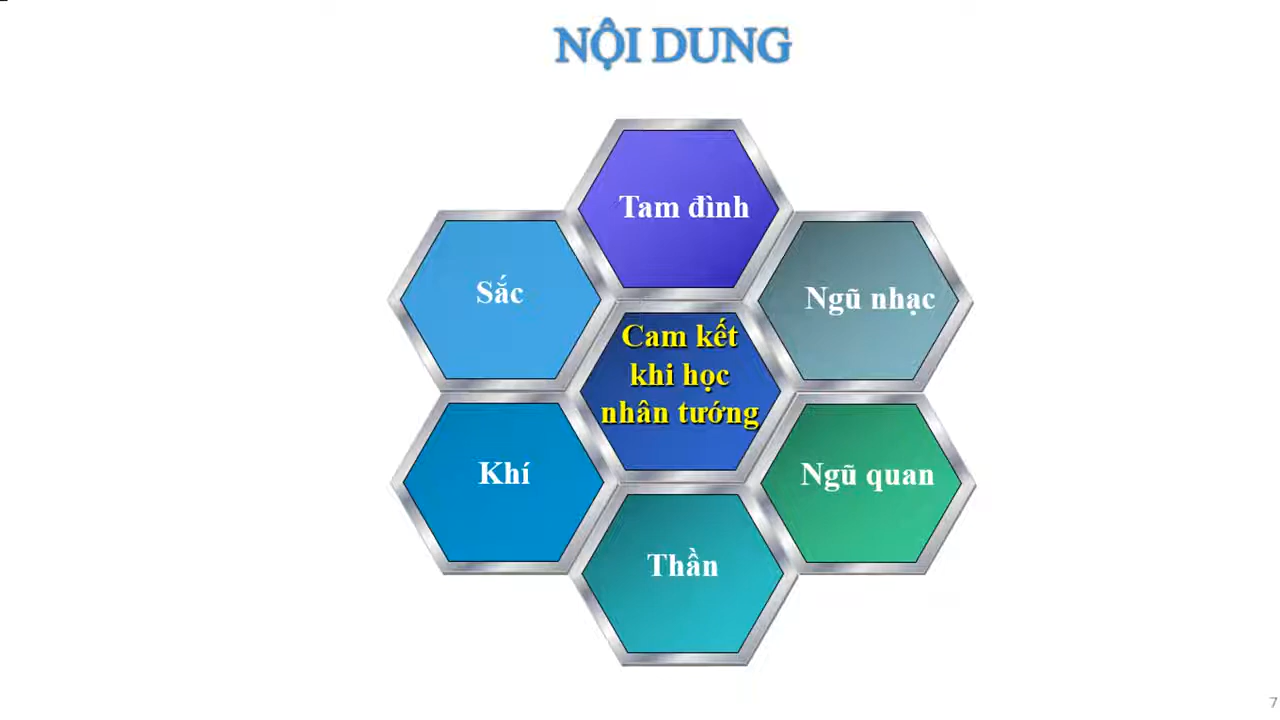 NỘI DUNG
Tam đình
Sắc
Ngũ nhạc
Cam kết
khi học
nhân tướng
Khí
Ngũ quan
Thần
7